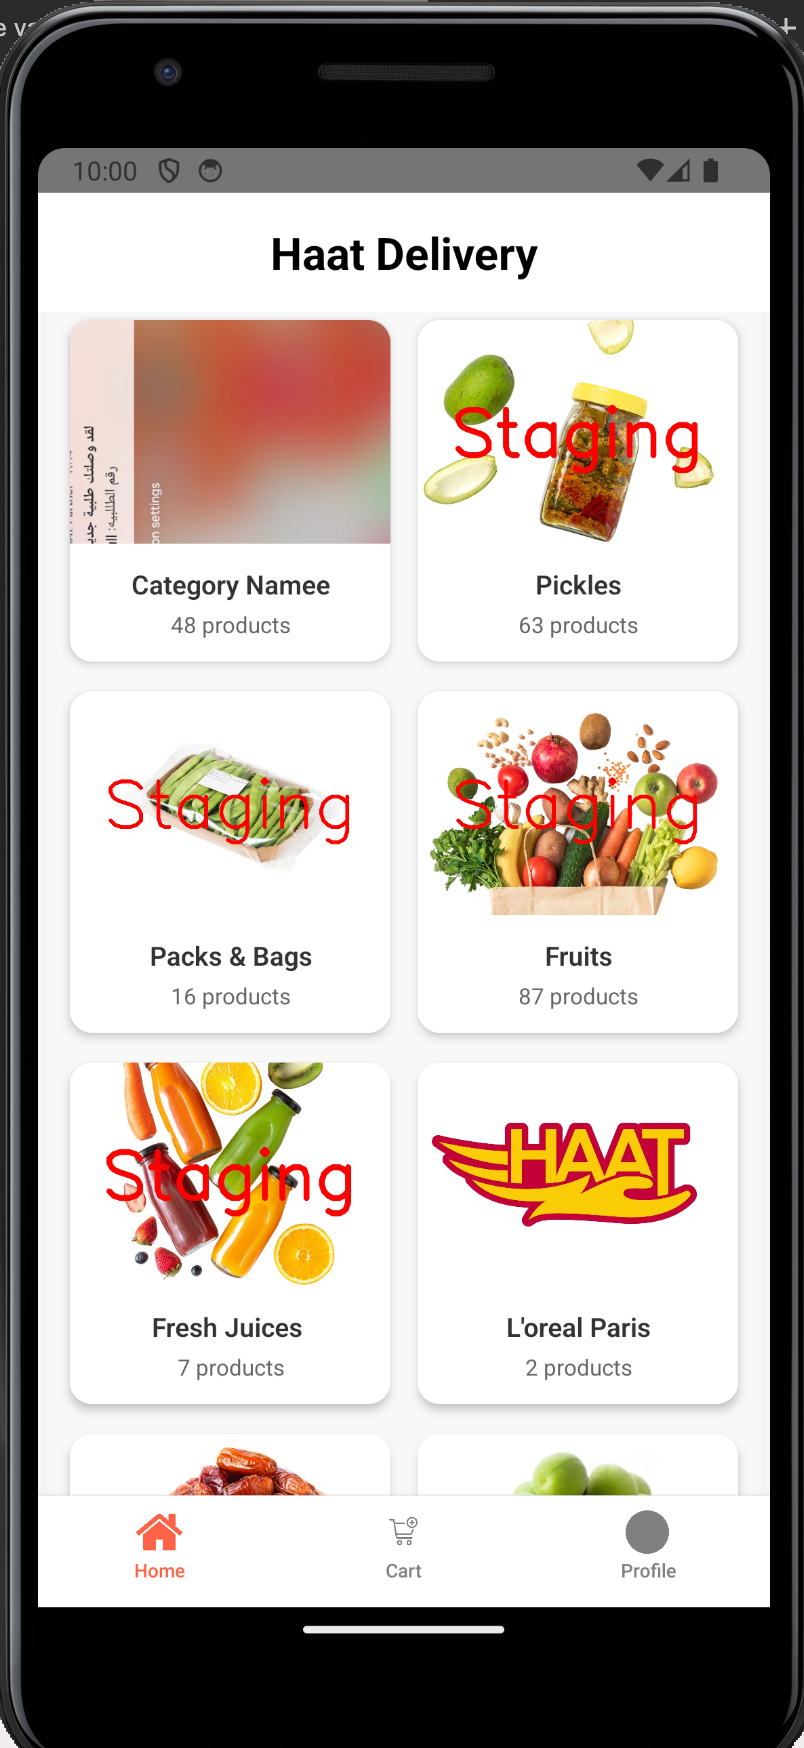 10:00
Haat Delivery
لقد وصلتك طلبية جديد
رقم الطلبية:
on settings
Staging
Category Namee
48 products
Pickles
63 products
Staging
Staging
Packs & Bags
16 products
Fruits
87 products
Staging
HAAT
Fresh Juices
7 products
L'oreal Paris
2 products
Home
Cart
Profile